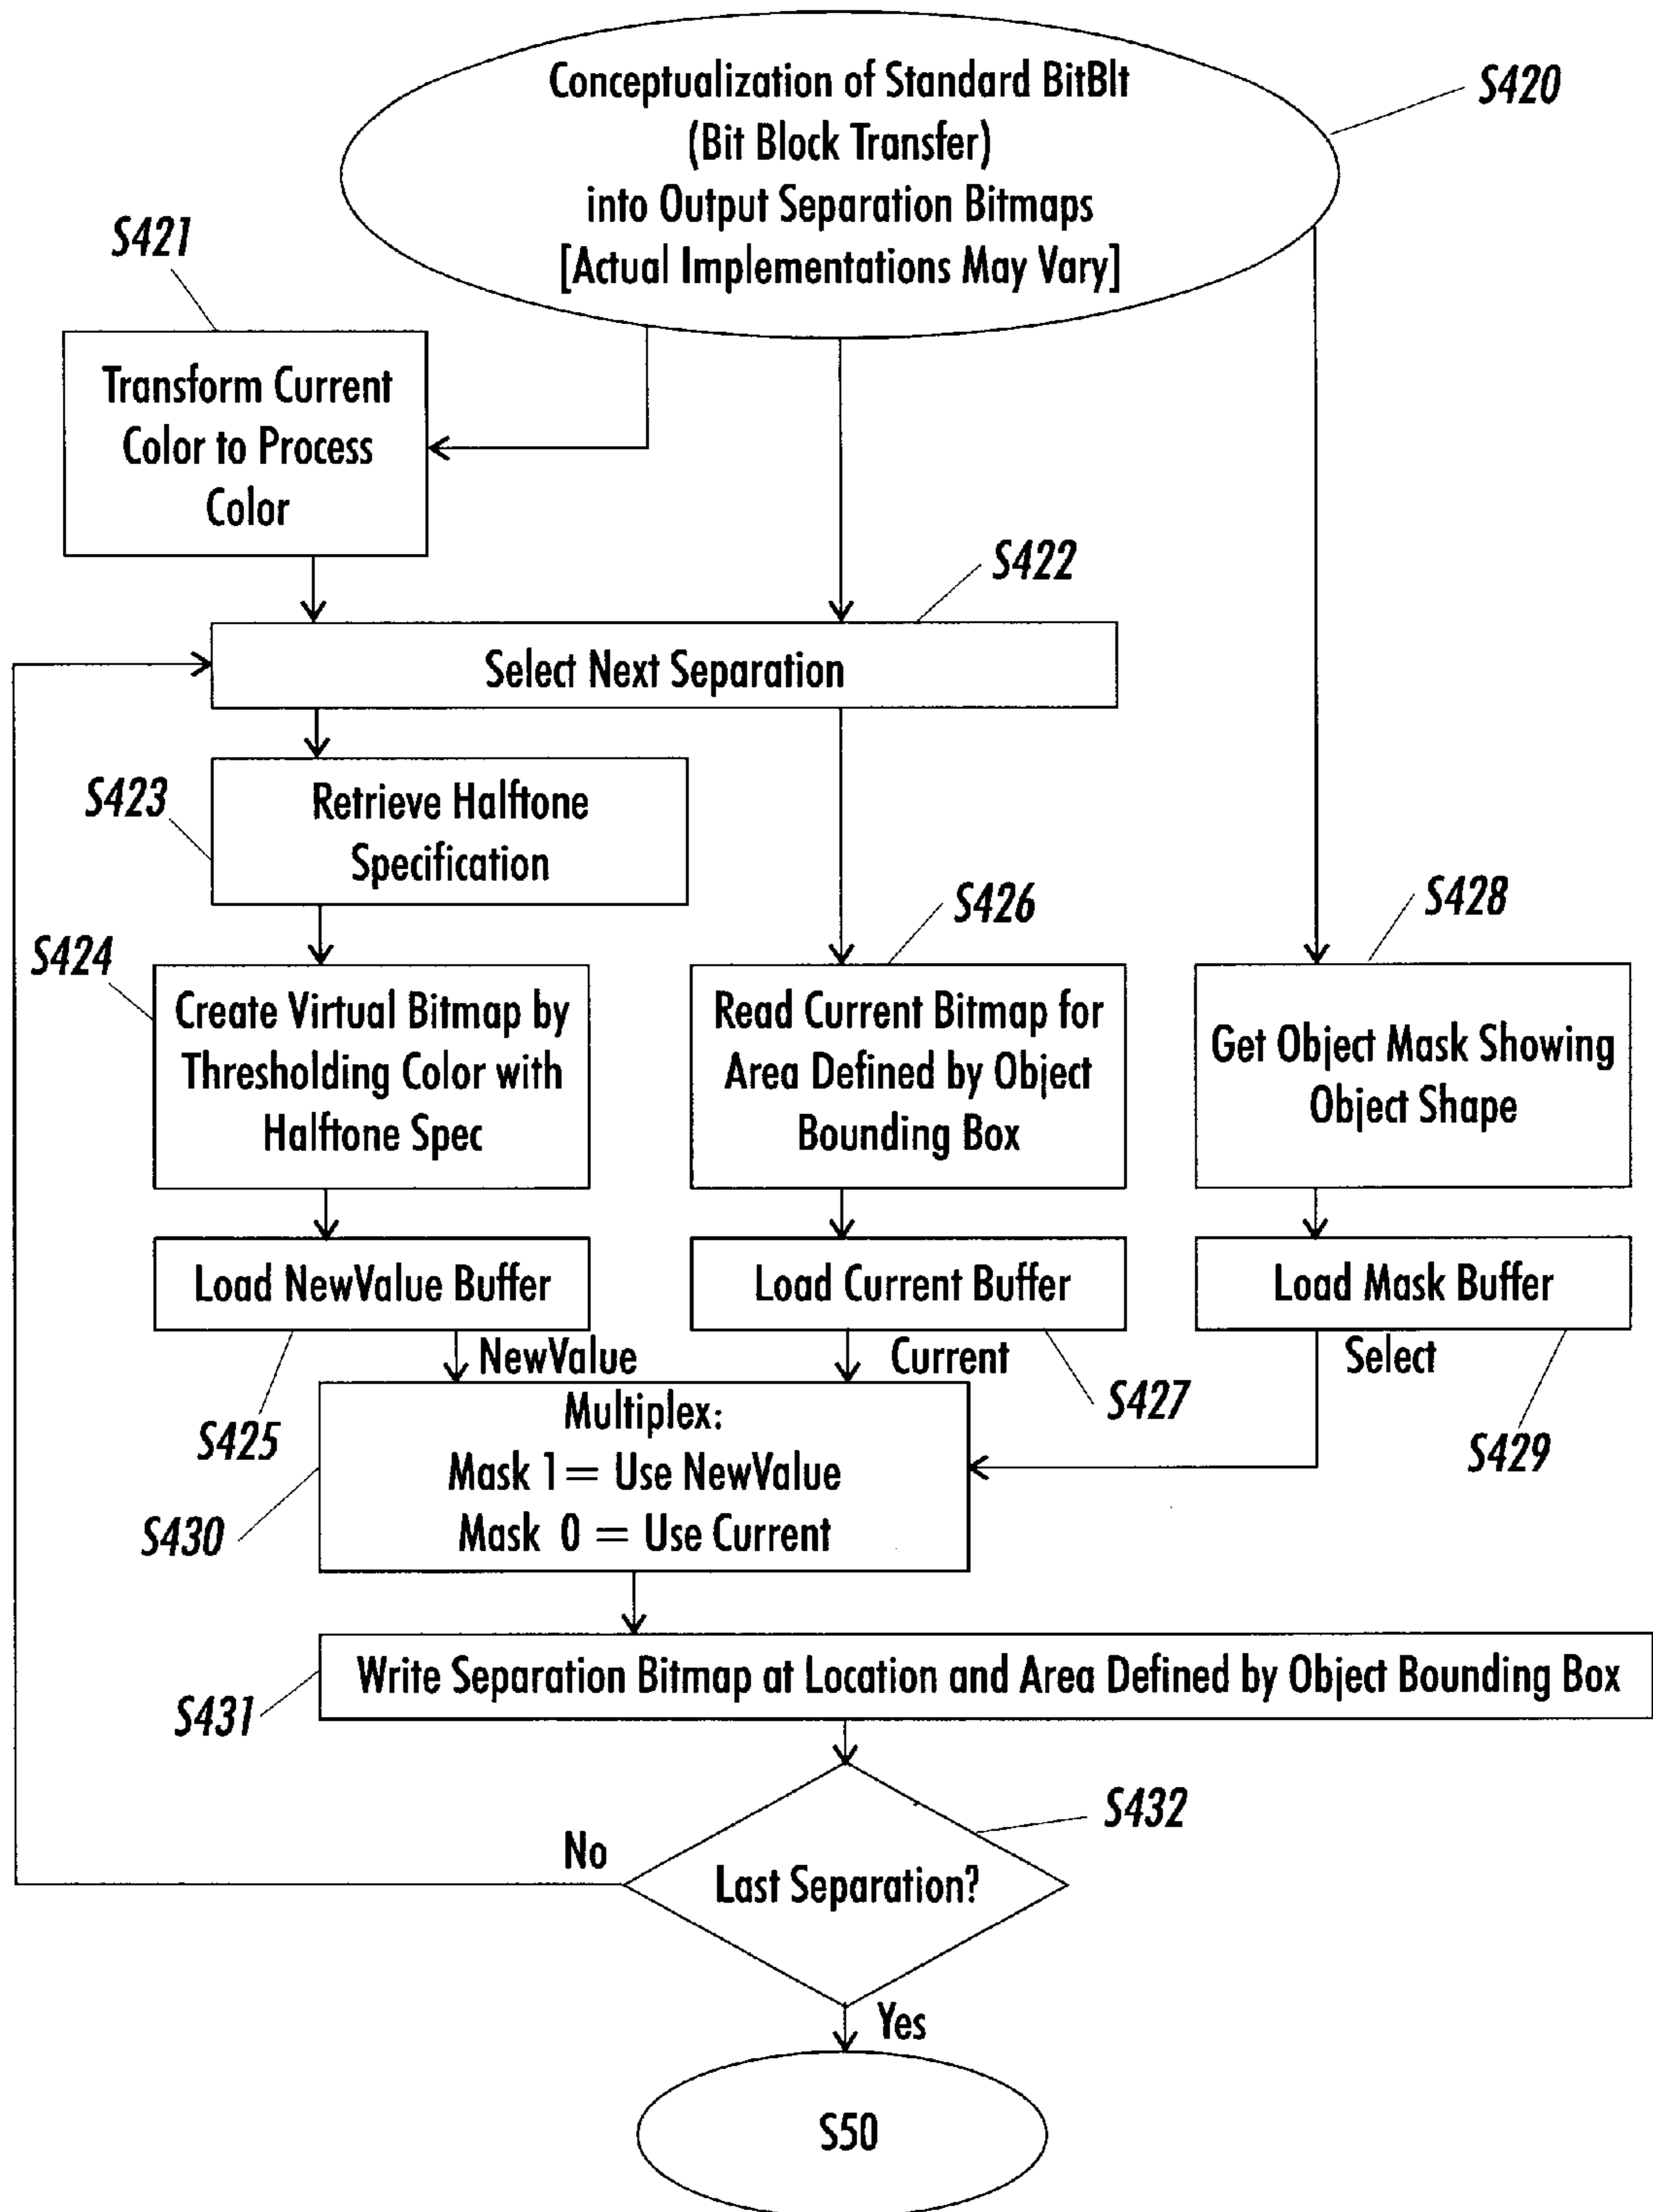 Conceptualization of Standard BitBlt
(Bit Block Transfer)
into Output Separation Bitmaps
[Actual Implementations May Vary]
S420
S421
Transform Current
Color to Process
Color
S422
Select Next Separation
S423
Retrieve Halftone
Specification
S424
Create Virtual Bitmap by
Thresholding Color with
Halftone Spec
S426
Read Current Bitmap for
Area Defined by Object
Bounding Box
S428
Get Object Mask Showing
Object Shape
Load NewValue Buffer
Load Current Buffer
Load Mask Buffer
NewValue
Current
Select
S425
S427
S429
Multiplex:
Mask 1 = Use NewValue
Mask 0 = Use Current
S430
Write Separation Bitmap at Location and Area Defined by Object Bounding Box
S431
S432
Last Separation?
No
Yes
S50